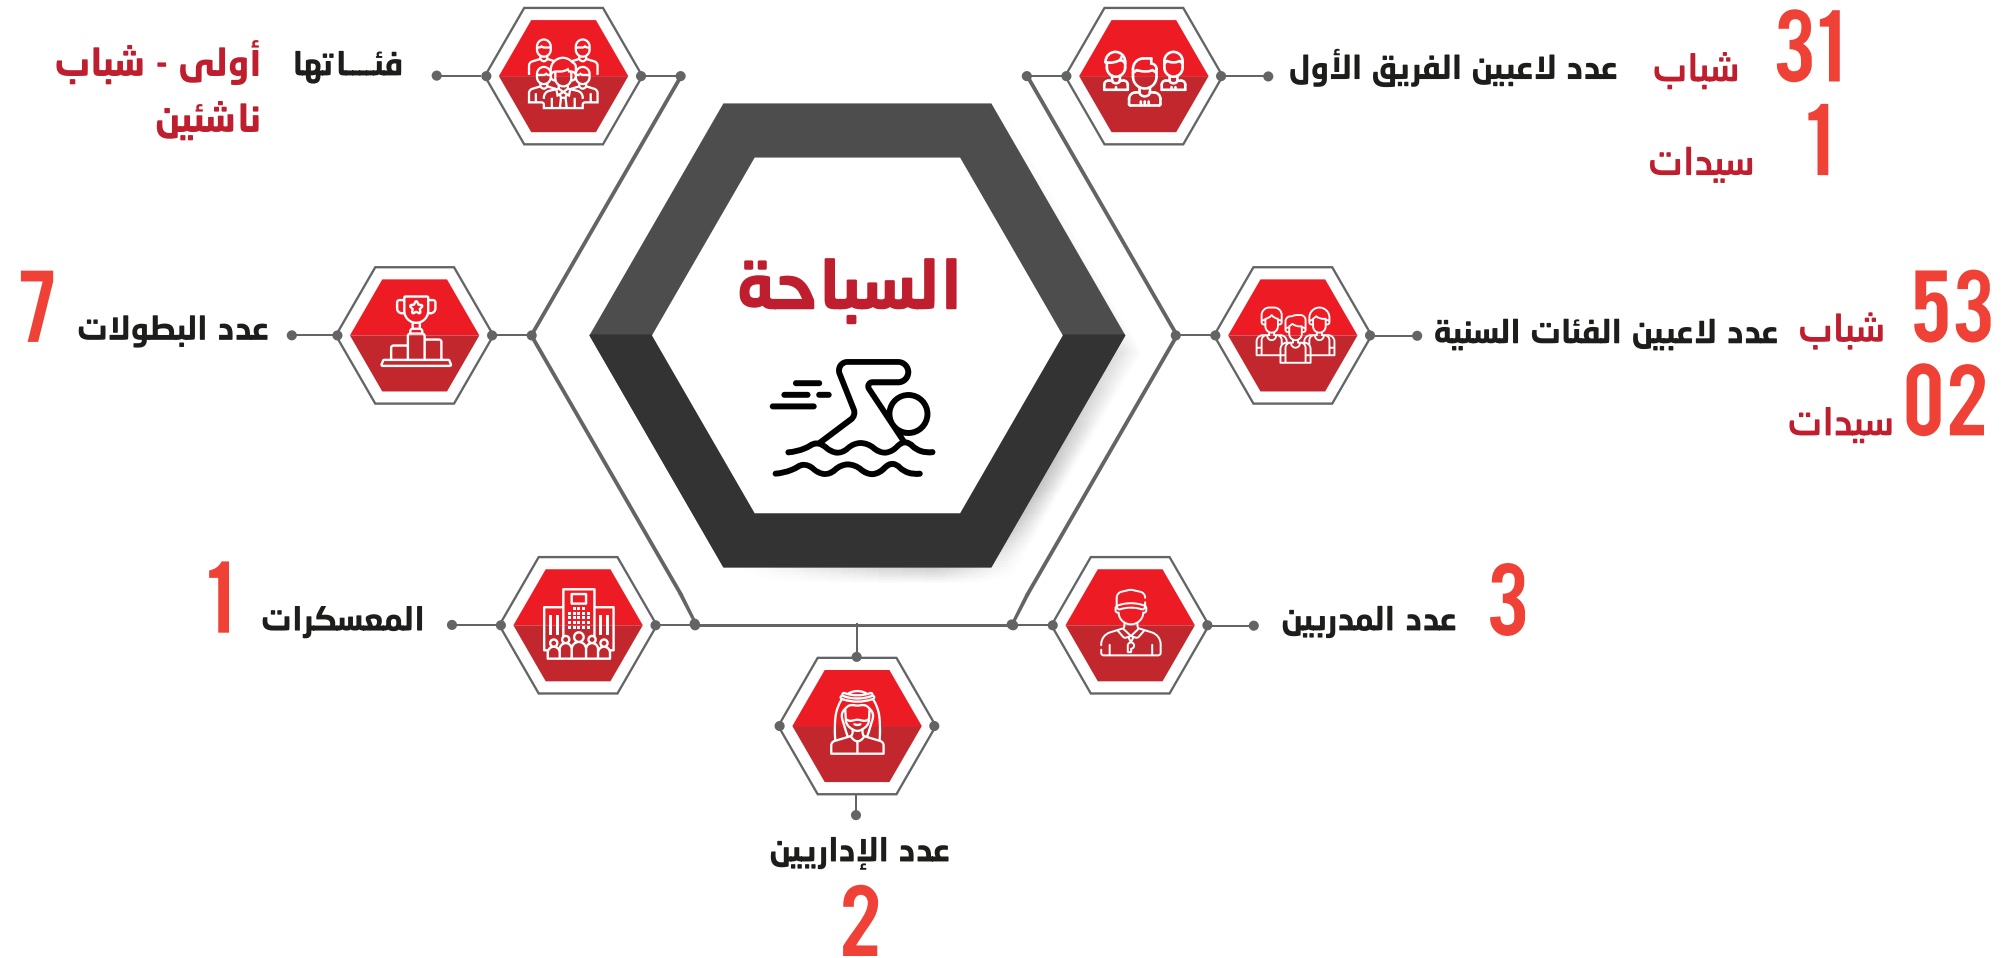 السباحة
عدد لاعبين الفريق الأول
شباب 31
سيدات 1
عدد لاعبين الفئات السنية
شباب 53
سيدات 02
عدد المدربين 3
عدد الإداريين
2
المعسكرات 1
عدد البطولات 7
فئـــاتها أولى - شباب
ناشئين